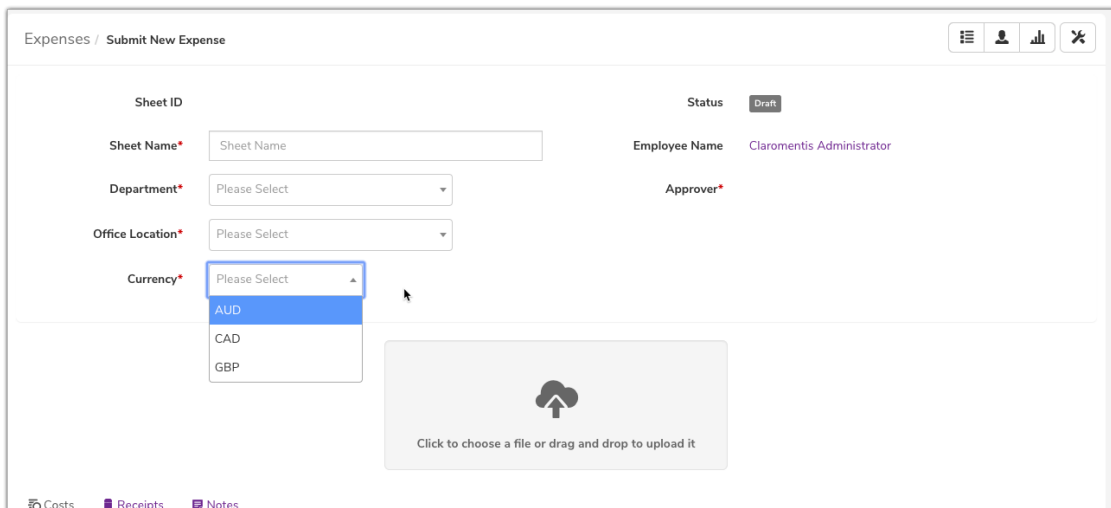 Expenses / Submit New Expense
Sheet ID
Status Draft
Sheet Name* Sheet Name
Employee Name Claromentis Administrator
Department* Please Select
Approver*
Office Location* Please Select
Currency* Please Select
AUD
CAD
GBP
Click to choose a file or drag and drop to upload it
Costs Receipts Notes